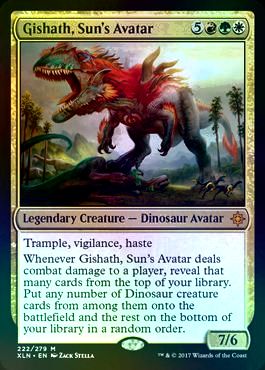 Gishath, Sun's Avatar 5
Legendary Creature — Dinosaur Avatar
Trample, vigilance, haste
Whenever Gishath, Sun's Avatar deals
combat damage to a player, reveal that
many cards from the top of your library.
Put any number of Dinosaur creature
cards from among them onto the
battlefield and the rest on the bottom of
your library in a random order.
7/6
222/279 M
XLN • EN Zack Stella ™ & © 2017 Wizards of the Coast